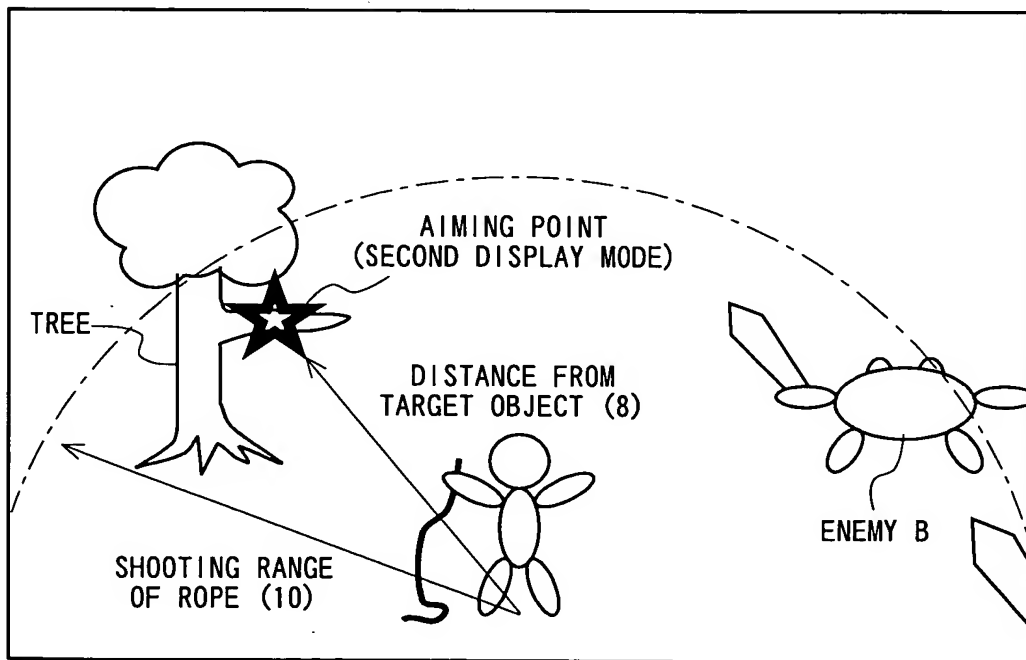 AIMING POINT
(SECOND DISPLAY MODE)
TREE
DISTANCE FROM
TARGET OBJECT (8)
ENEMY B
SHOOTING RANGE
OF ROPE (10)